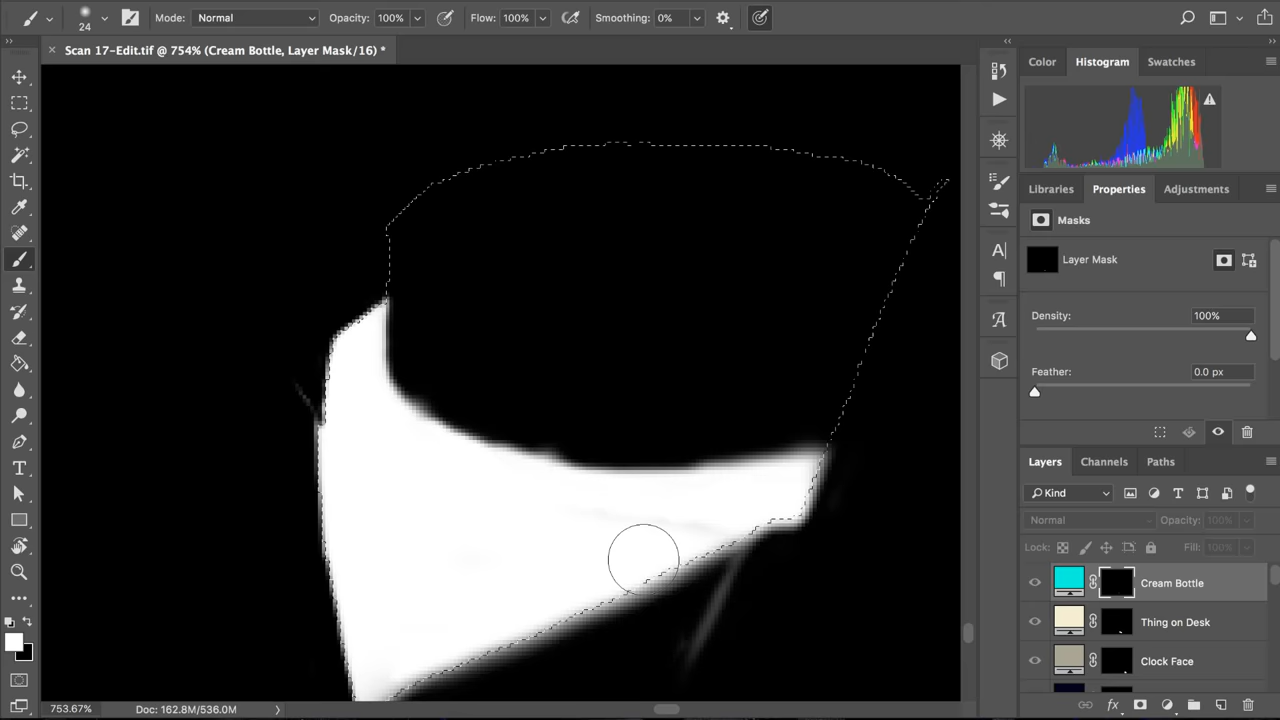 24
Mode: Normal
Opacity: 100%
Flow: 100%
Smoothing: 0%
× Scan 17-Edit.tif @ 754% (Cream Bottle, Layer Mask/16) *
Color
Histogram
Swatches
Libraries
Properties
Adjustments
Masks
Layer Mask
Density: 100%
Feather: 0.0 px
Layers
Channels
Paths
Kind
Normal
Opacity: 100%
Lock:
Fill: 100%
Cream Bottle
Thing on Desk
Clock Face
fx
753.67%
Doc: 162.8M/536.0M